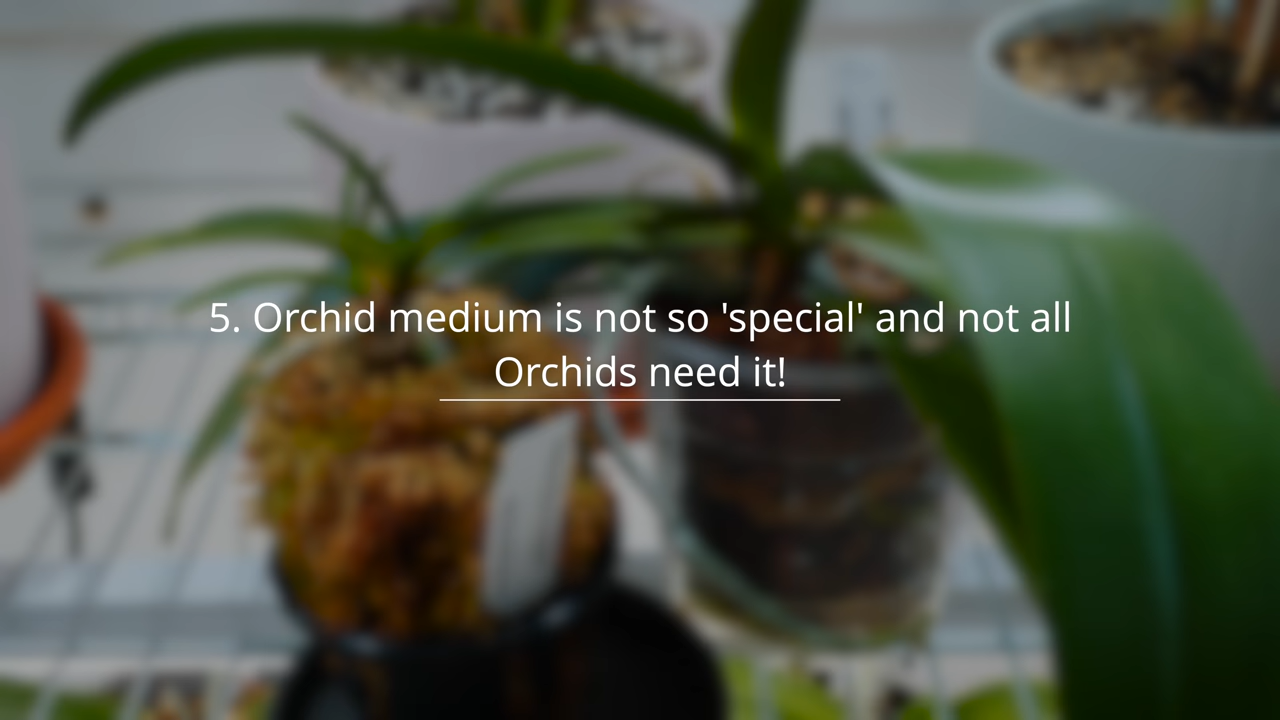 5. Orchid medium is not so 'special' and not all
Orchids need it!